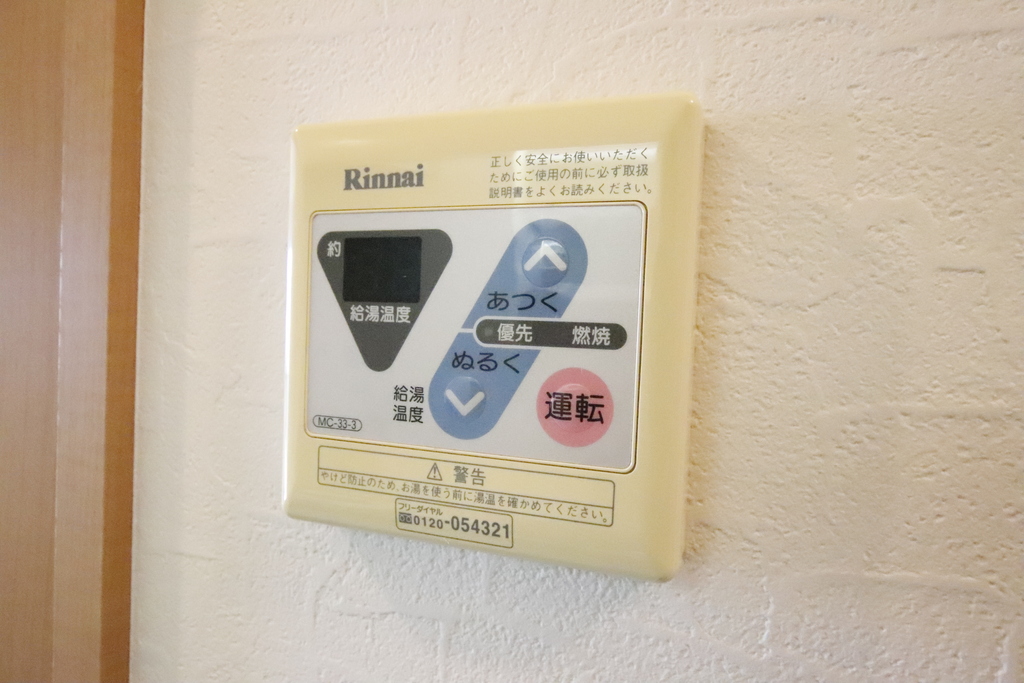 Rinnai
正しく安全にお使いいただく
ためにご使用の前に必ず取扱
説明書をよくお読みください。
約
給湯温度
あつく
優先 燃焼
ぬるく
給湯
温度
運転
MC-33-3
警告
やけど防止のため、お湯を使う前に湯温を確かめてください。
フリーダイヤル
0120-054321